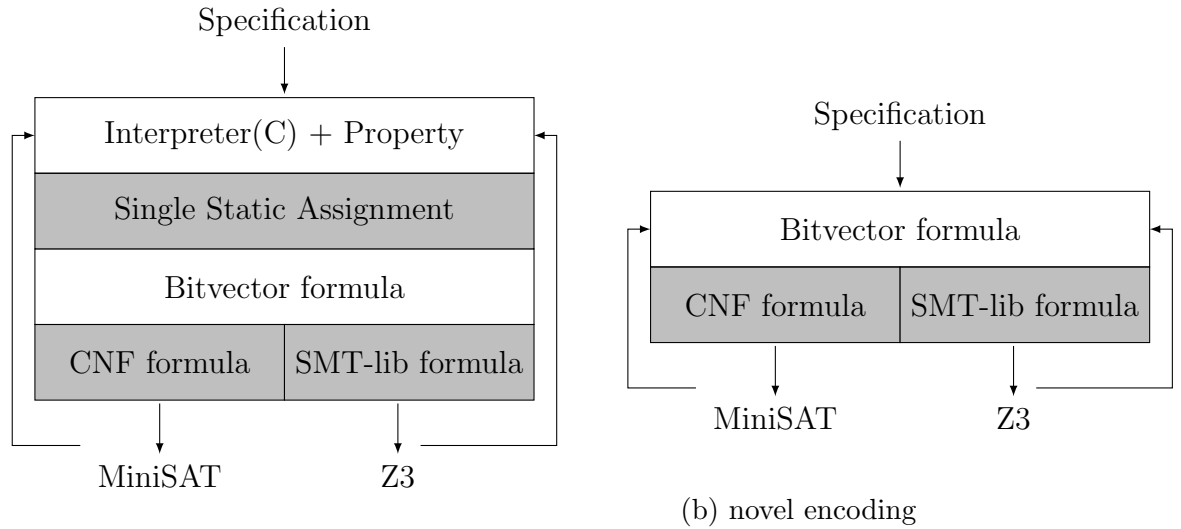 Specification
Interpreter(C) + Property
Single Static Assignment
Bitvector formula
CNF formula
SMT-lib formula
MiniSAT
Z3
Specification
Bitvector formula
CNF formula
SMT-lib formula
MiniSAT
Z3
(b) novel encoding